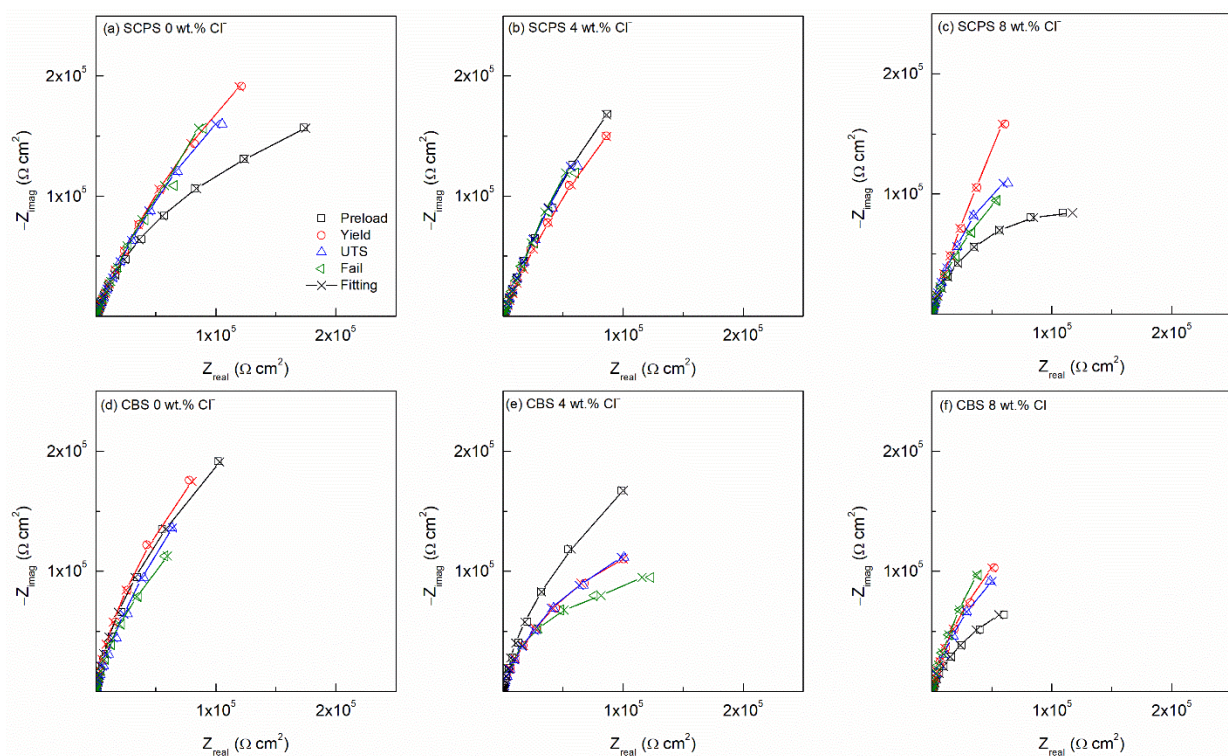 (a) SCPS 0 wt.% Cl⁻
2x10⁵
1x10⁵
−Z_imag (Ω cm²)
Preload
Yield
UTS
Fail
Fitting
1x10⁵
2x10⁵
Z_real (Ω cm²)
(b) SCPS 4 wt.% Cl⁻
2x10⁵
1x10⁵
−Z_imag (Ω cm²)
1x10⁵
2x10⁵
Z_real (Ω cm²)
(c) SCPS 8 wt.% Cl⁻
2x10⁵
1x10⁵
−Z_imag (Ω cm²)
1x10⁵
2x10⁵
Z_real (Ω cm²)
(d) CBS 0 wt.% Cl⁻
2x10⁵
1x10⁵
−Z_imag (Ω cm²)
1x10⁵
2x10⁵
Z_real (Ω cm²)
(e) CBS 4 wt.% Cl⁻
2x10⁵
1x10⁵
−Z_imag (Ω cm²)
1x10⁵
2x10⁵
Z_real (Ω cm²)
(f) CBS 8 wt.% Cl
2x10⁵
1x10⁵
−Z_imag (Ω cm²)
1x10⁵
2x10⁵
Z_real (Ω cm²)